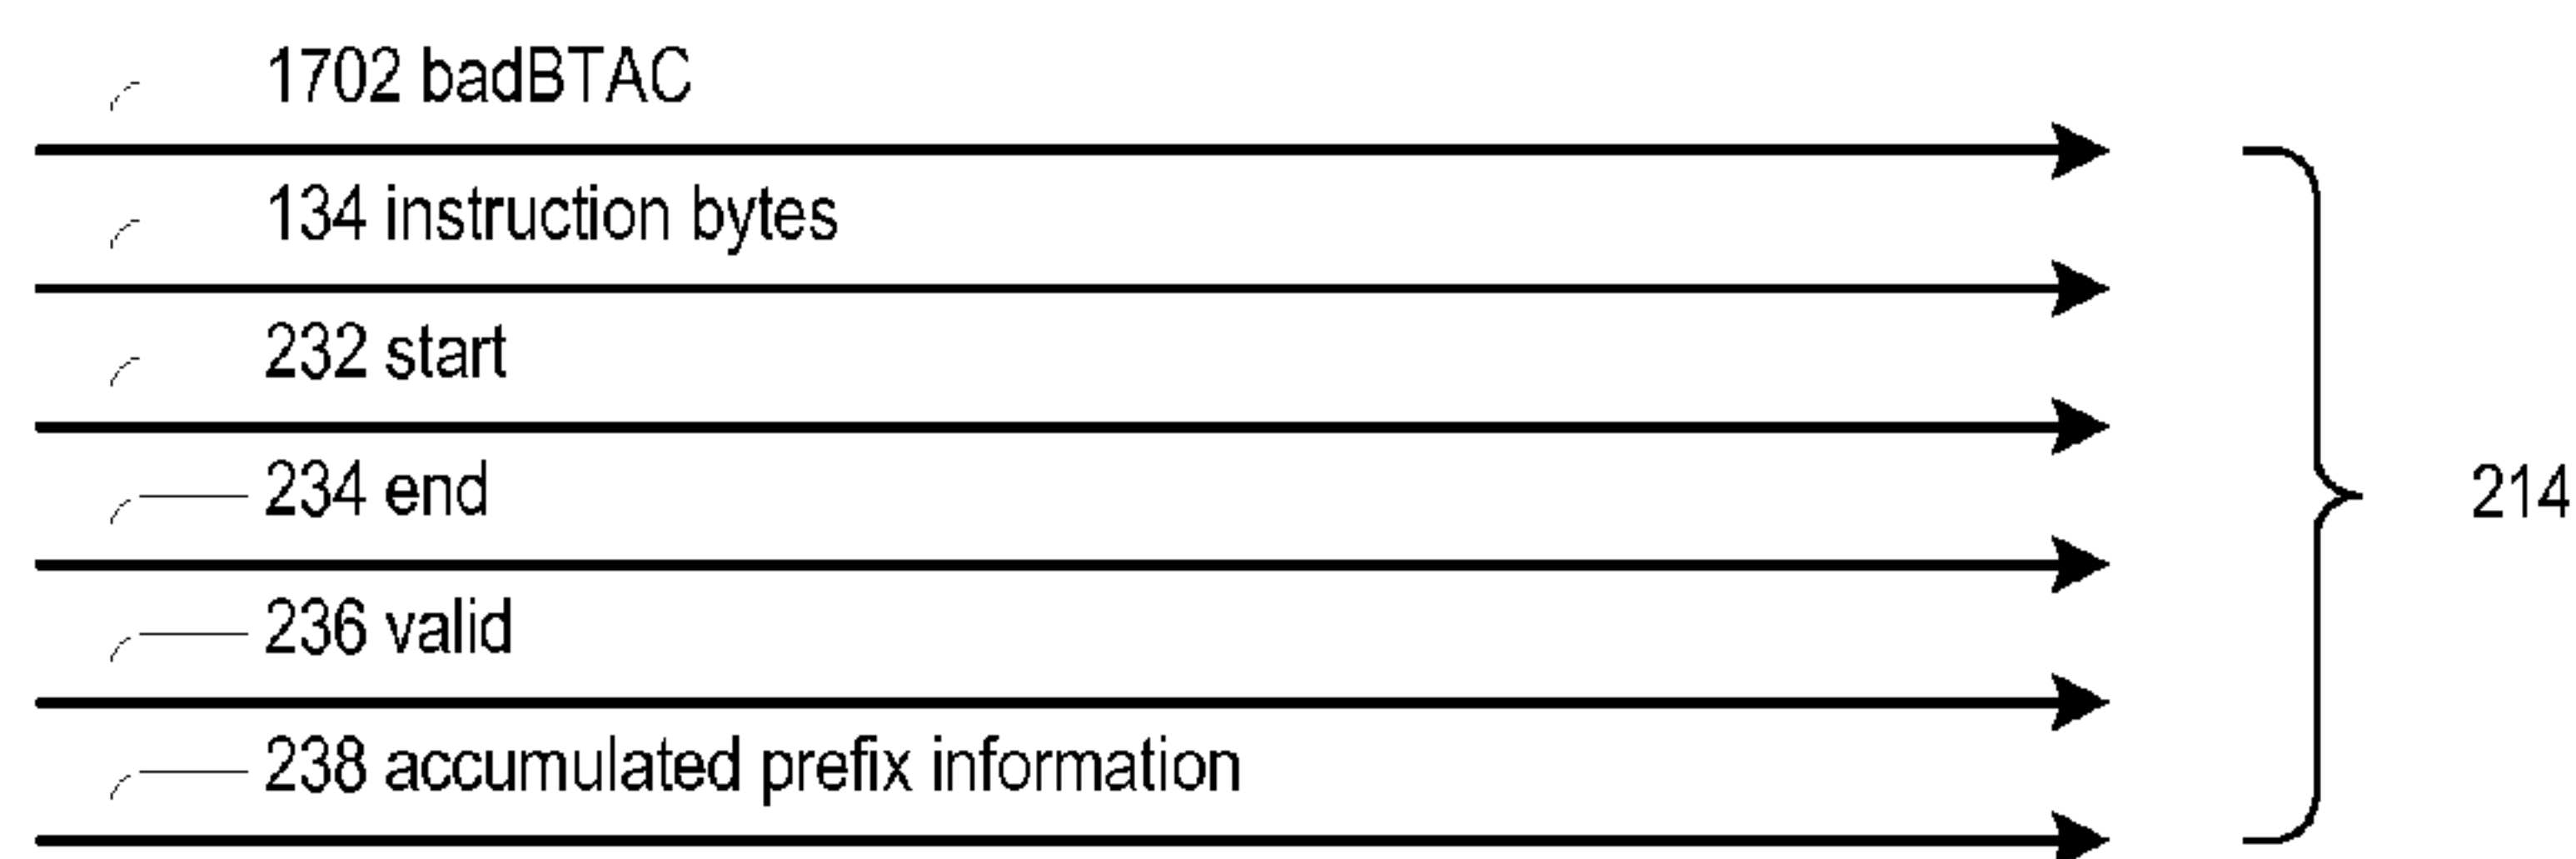 1702 badBTAC
134 instruction bytes
232 start
234 end
214
236 valid
238 accumulated prefix information